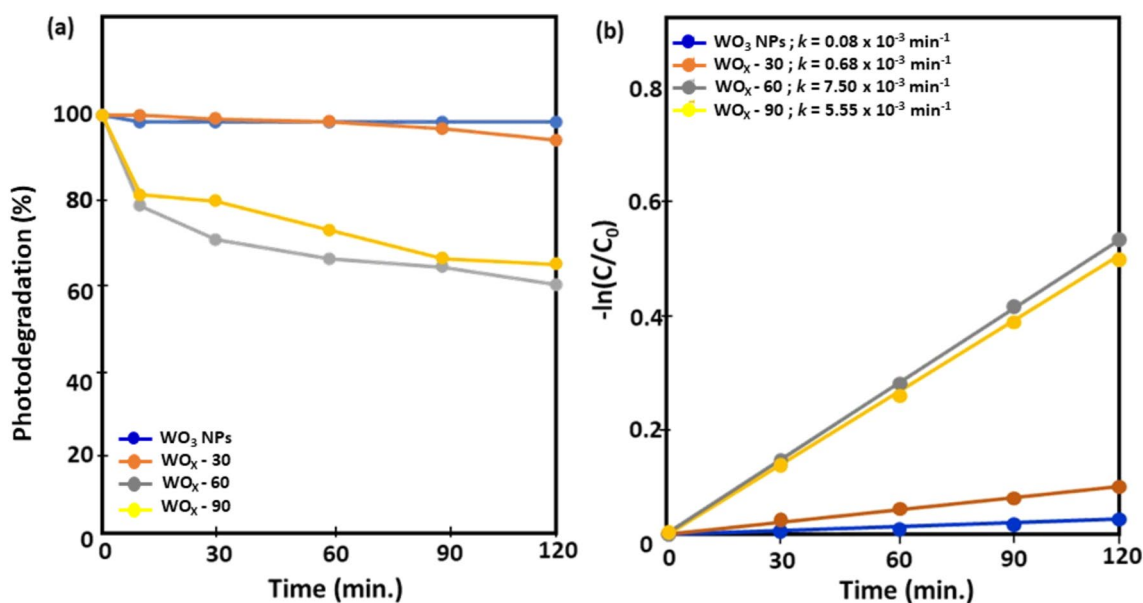 (a)
Photodegradation (%)
100
80
60
40
20
0
WO₃ NPs
WOₓ - 30
WOₓ - 60
WOₓ - 90
0 30 60 90 120
Time (min.)
(b)
-ln(C/C₀)
0.8
0.6
0.4
0.2
0
WO₃ NPs ; k = 0.08 x 10⁻³ min⁻¹
WOₓ - 30 ; k = 0.68 x 10⁻³ min⁻¹
WOₓ - 60 ; k = 7.50 x 10⁻³ min⁻¹
WOₓ - 90 ; k = 5.55 x 10⁻³ min⁻¹
0 30 60 90 120
Time (min.)